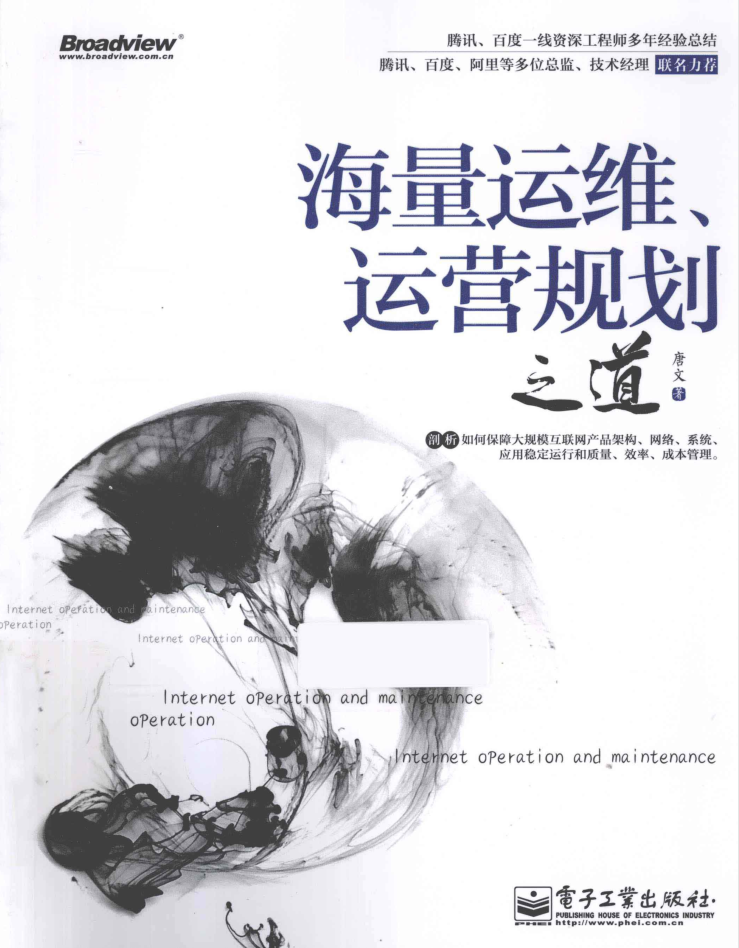 Broadview®
www.broadview.com.cn
腾讯、百度一线资深工程师多年经验总结
腾讯、百度、阿里等多位总监、技术经理 联名力荐
海量运维、
运营规划
之道
唐文 著
剖析 如何保障大规模互联网产品架构、网络、系统、
应用稳定运行和质量、效率、成本管理。
Internet oPeration and maintenance
oPeration
Internet oPeration and
Internet oPeration and maintenance
oPeration
Internet oPeration and maintenance
電子工業出版社·
PUBLISHING HOUSE OF ELECTRONICS INDUSTRY
PHEI http://www.phei.com.cn